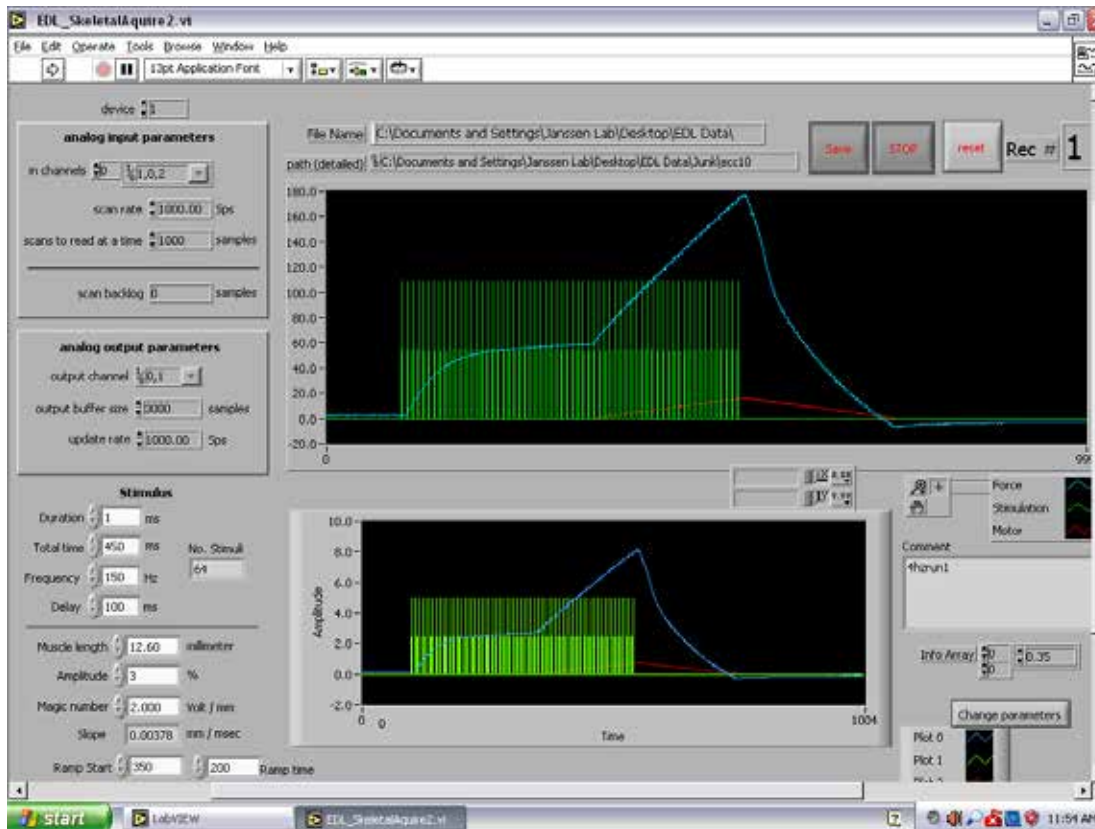 EDL_SkeletalAquire2.vi
File Edit Operate Tools Browse Window Help
13pt Application Font
device 1
analog input parameters
in channels 0 1,0,2
scan rate 1000.00 Sps
scans to read at a time 1000 samples
scan backlog 0 samples
analog output parameters
output channel 0,1
output buffer size samples
update rate 1000.00 Sps
Stimulus
Duration 1 ms
Total time 450 ms
No. Stimuli
64
Frequency 150 Hz
Delay 100 ms
Muscle length 12.60 millimeter
Amplitude 3 %
Magic number 2.000 Volt / mm
Slope 0.00378 mm / msec
Ramp Start 350 200 Ramp time
File Name C:\Documents and Settings\Janssen Lab\Desktop\EDL Data\
path (detailed) C:\Documents and Settings\Janssen Lab\Desktop\EDL Data\Junk\ecc10
Save STOP reset Rec # 1
180.0
160.0
140.0
120.0
100.0
80.0
60.0
40.0
20.0
0.0
-20.0
0 999
Force
Stimulation
Motor
Comment
4hzrun1
Info Array 0 0 0.35
Change parameters
Plot 0
Plot 1
10.0
8.0
6.0
4.0
2.0
0.0
-2.0
Amplitude
0 0 1004
Time
start LabVIEW EDL_SkeletalAquire2.vi 11:54 AM